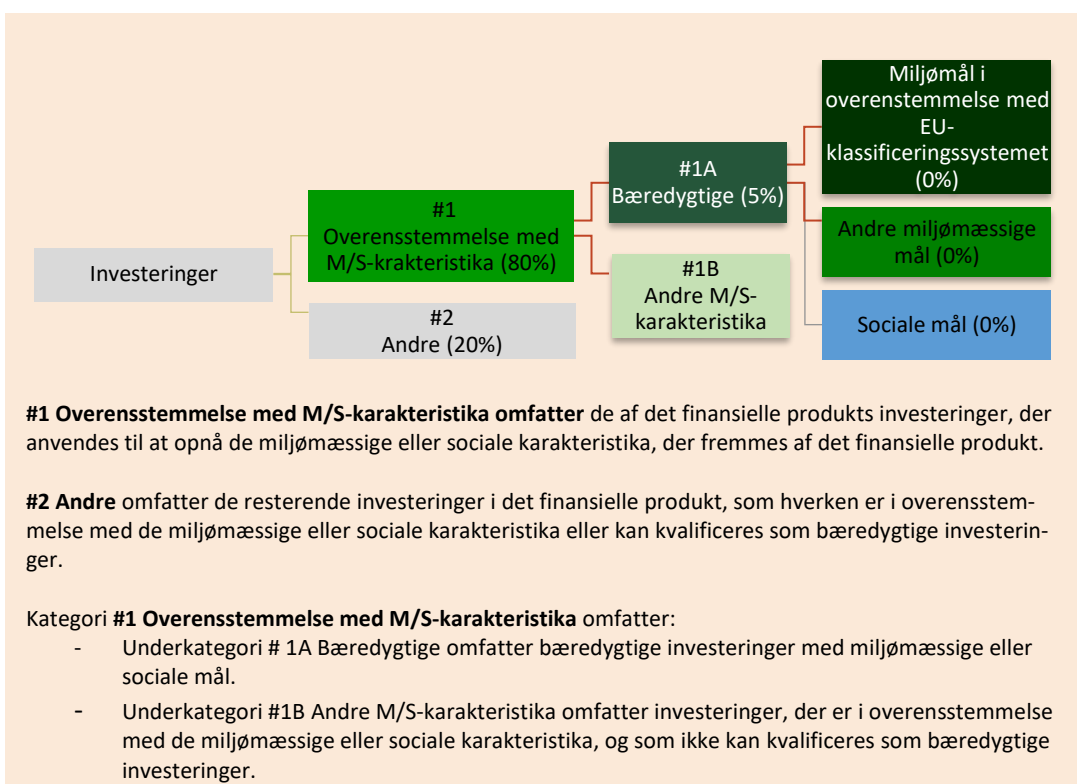 Investeringer
#1
Overensstemmelse med
M/S-krakteristika (80%)
#2
Andre (20%)
#1A
Bæredygtige (5%)
#1B
Andre M/S-
karakteristika
Miljømål i
overenstemmelse med
EU-
klassificeringssystemet
(0%)
Andre miljømæssige
mål (0%)
Sociale mål (0%)
#1 Overensstemmelse med M/S-karakteristika omfatter de af det finansielle produkts investeringer, der
anvendes til at opnå de miljømæssige eller sociale karakteristika, der fremmes af det finansielle produkt.
#2 Andre omfatter de resterende investeringer i det finansielle produkt, som hverken er i overensstem-
melse med de miljømæssige eller sociale karakteristika eller kan kvalificeres som bæredygtige investerin-
ger.
Kategori #1 Overensstemmelse med M/S-karakteristika omfatter:
- Underkategori # 1A Bæredygtige omfatter bæredygtige investeringer med miljømæssige eller
sociale mål.
- Underkategori #1B Andre M/S-karakteristika omfatter investeringer, der er i overensstemmelse
med de miljømæssige eller sociale karakteristika, og som ikke kan kvalificeres som bæredygtige
investeringer.